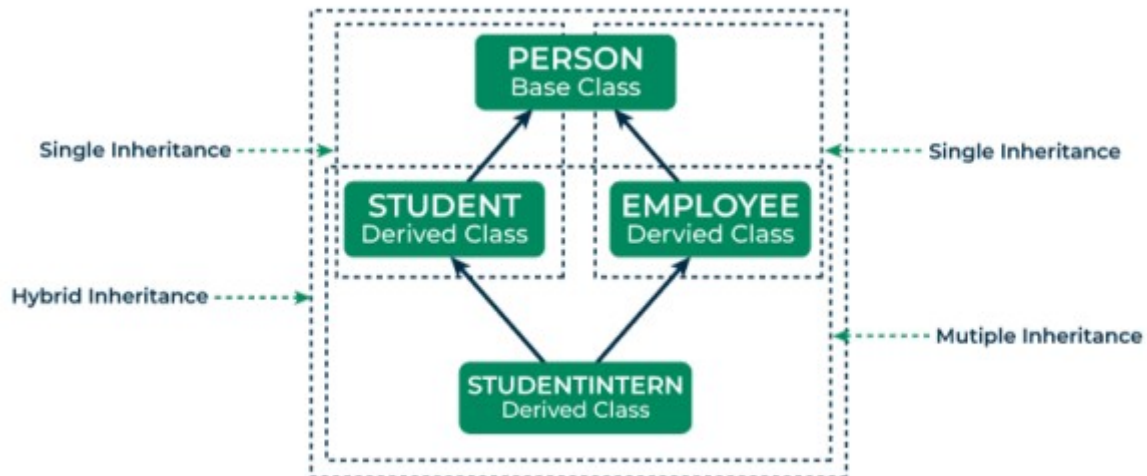 PERSON
Base Class
Single Inheritance
Single Inheritance
STUDENT
Derived Class
EMPLOYEE
Dervied Class
Hybrid Inheritance
Mutiple Inheritance
STUDENTINTERN
Derived Class